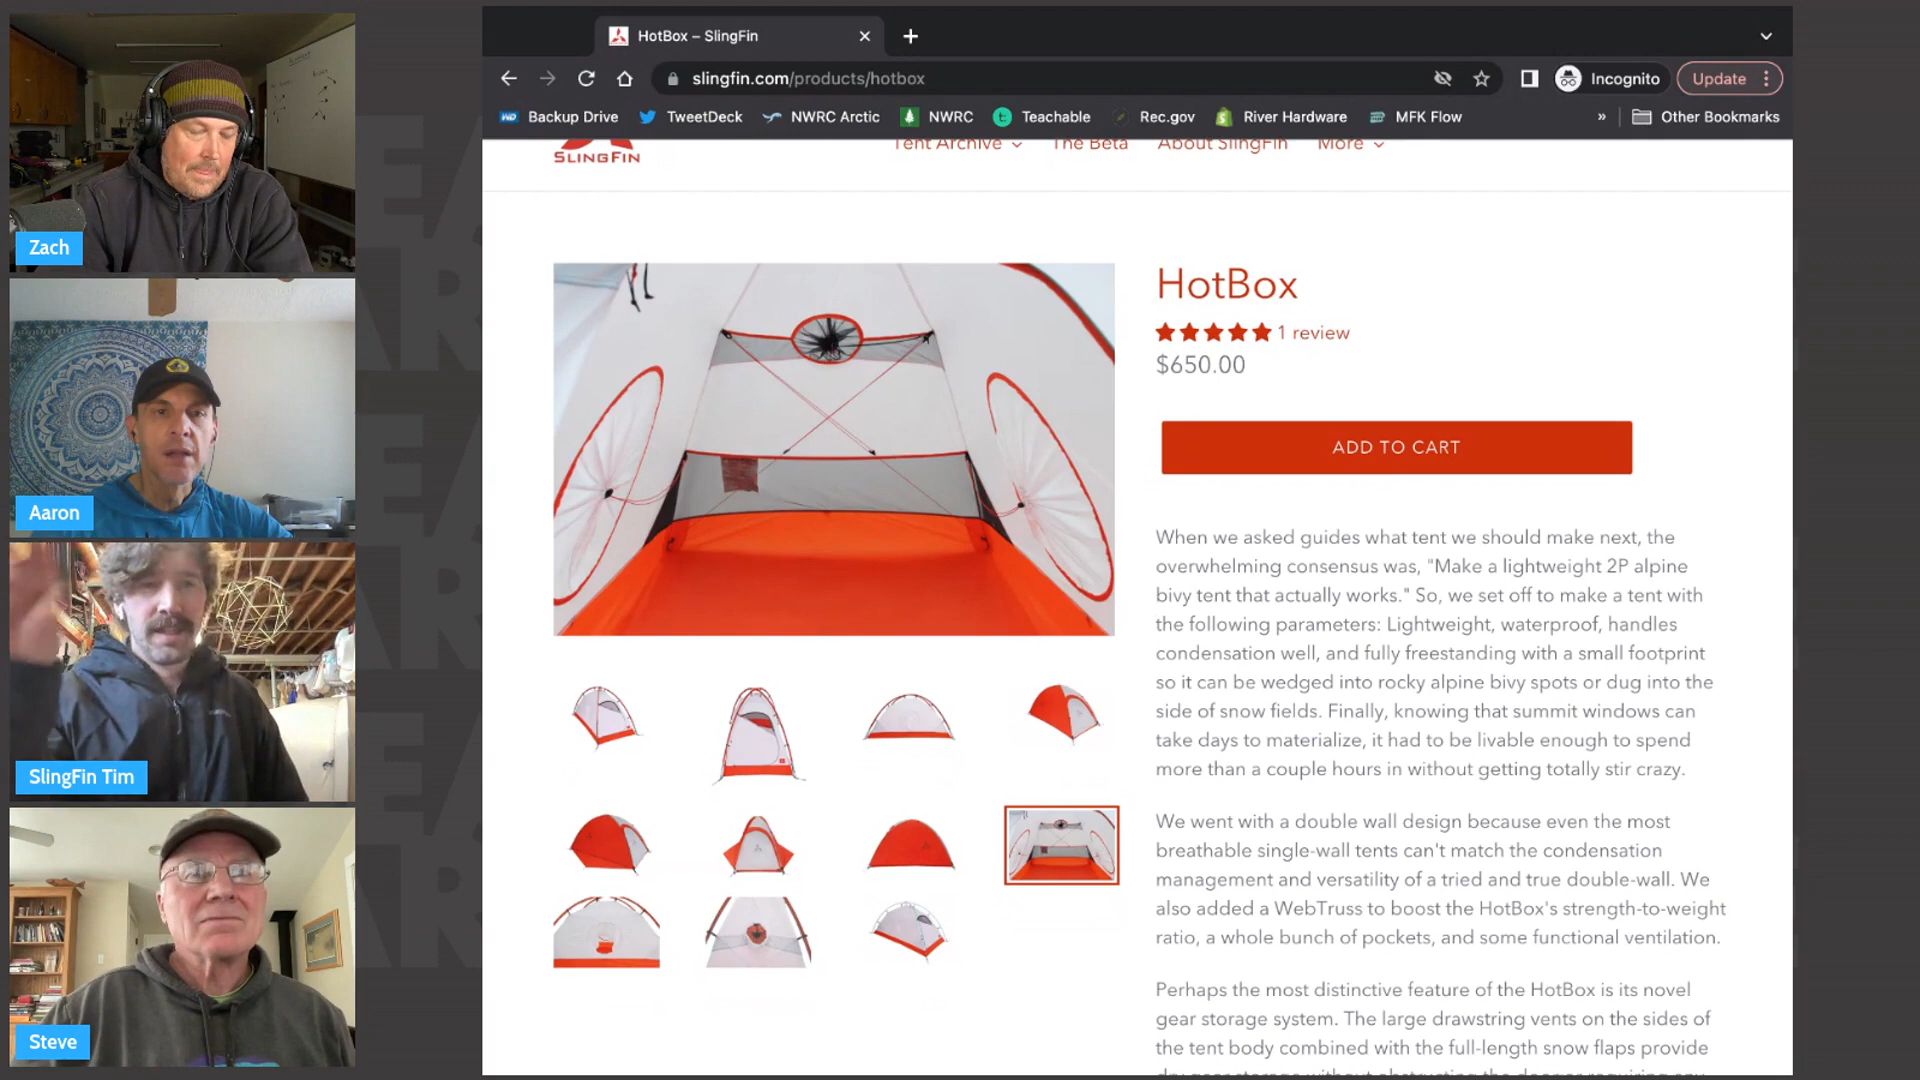 HotBox – SlingFin
slingfin.com/products/hotbox
Incognito
Update
Backup Drive
TweetDeck
NWRC Arctic
NWRC
Teachable
Rec.gov
River Hardware
MFK Flow
»
Other Bookmarks
SLINGFIN
Tent Archive
The Beta
About SlingFin
More
HotBox
1 review
$650.00
ADD TO CART
When we asked guides what tent we should make next, the
overwhelming consensus was, "Make a lightweight 2P alpine
bivy tent that actually works." So, we set off to make a tent with
the following parameters: Lightweight, waterproof, handles
condensation well, and fully freestanding with a small footprint
so it can be wedged into rocky alpine bivy spots or dug into the
side of snow fields. Finally, knowing that summit windows can
take days to materialize, it had to be livable enough to spend
more than a couple hours in without getting totally stir crazy.
We went with a double wall design because even the most
breathable single-wall tents can't match the condensation
management and versatility of a tried and true double-wall. We
also added a WebTruss to boost the HotBox's strength-to-weight
ratio, a whole bunch of pockets, and some functional ventilation.
Perhaps the most distinctive feature of the HotBox is its novel
gear storage system. The large drawstring vents on the sides of
the tent body combined with the full-length snow flaps provide
Zach
Aaron
SlingFin Tim
Steve